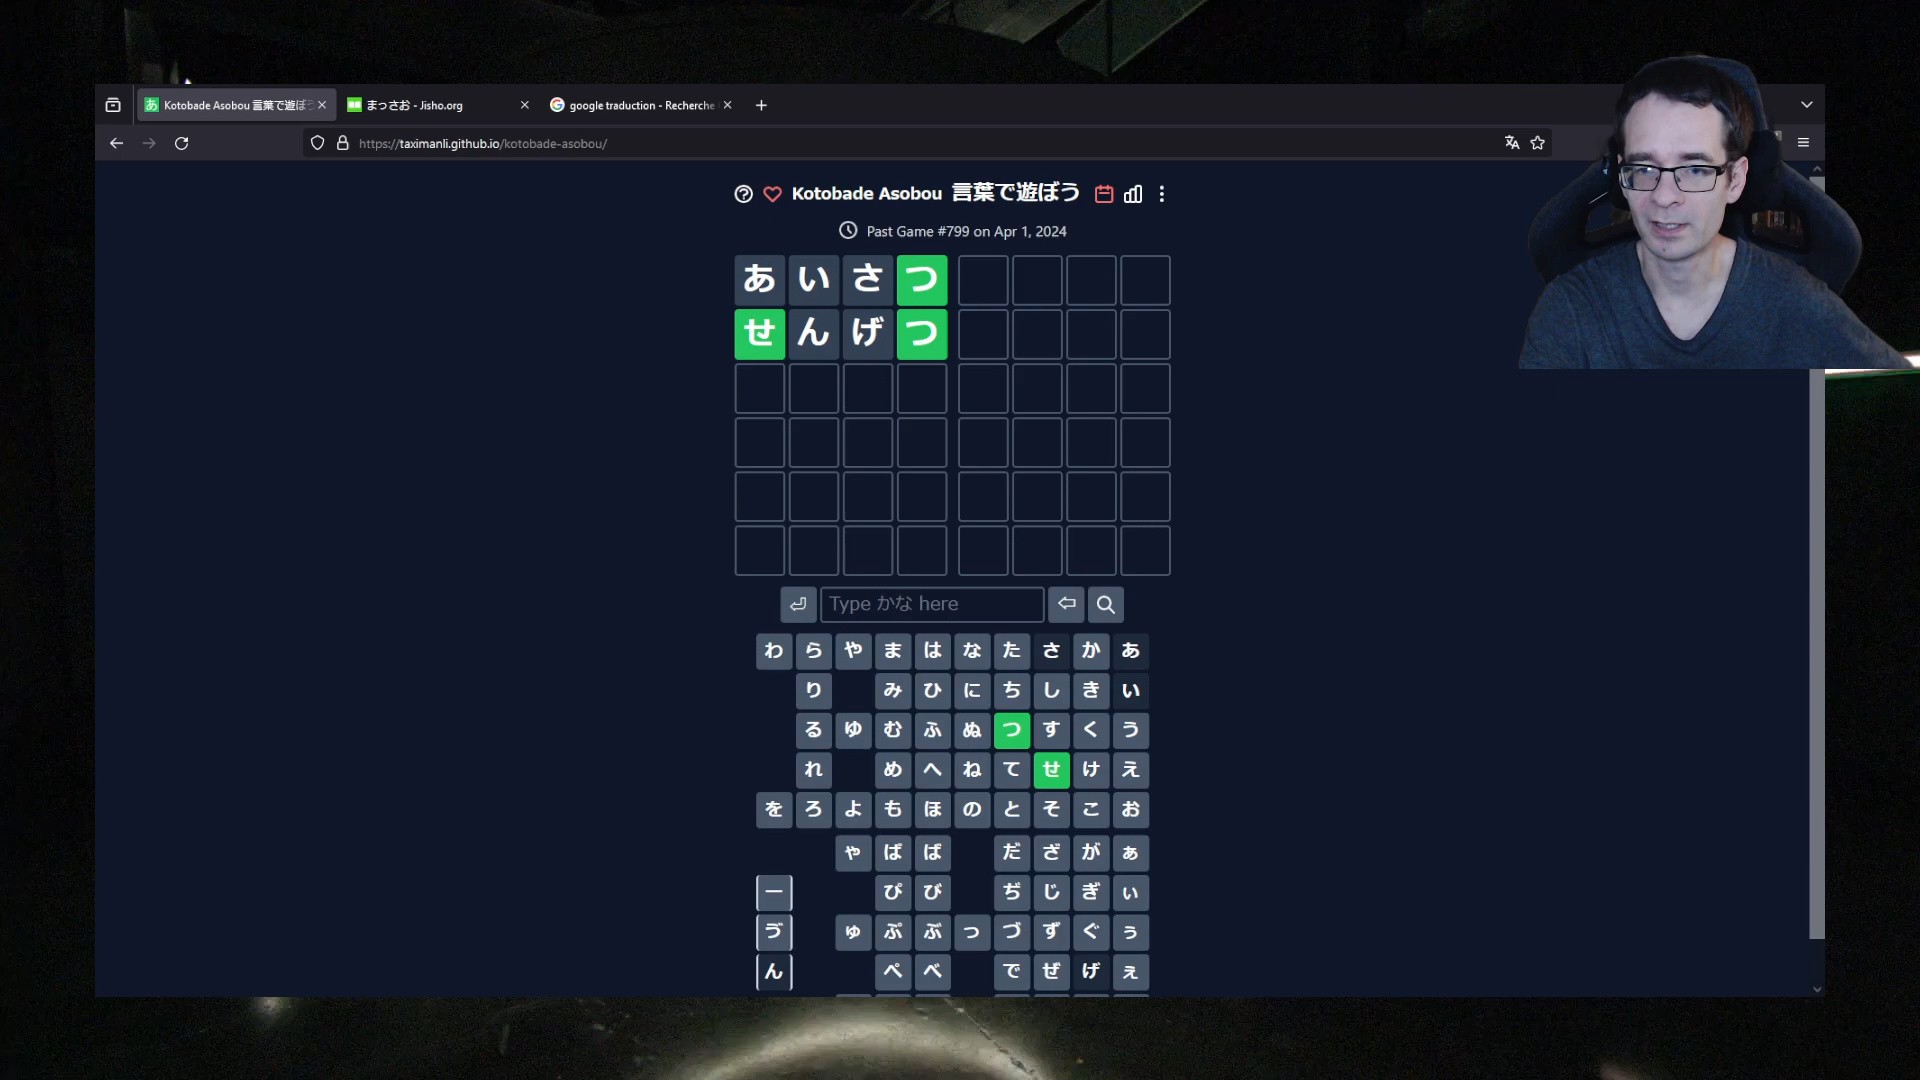 Kotobade Asobou 言葉で遊ぼう
まっさお - Jisho.org
google traduction - Recherche
https://taximanli.github.io/kotobade-asobou/
Kotobade Asobou 言葉で遊ぼう
Past Game #799 on Apr 1, 2024
あ い さ つ
せ ん げ つ
Type かな here
わ ら や ま は な た さ か あ
り み ひ に ち し き い
る ゆ む ふ ぬ つ す く う
れ め へ ね て せ け え
を ろ よ も ほ の と そ こ お
ゃ ぱ ば だ ざ が ぁ
ー ぴ び ぢ じ ぎ ぃ
ゔ ゅ ぷ ぶ っ づ ず ぐ ぅ
ん ぺ べ で ぜ げ ぇ